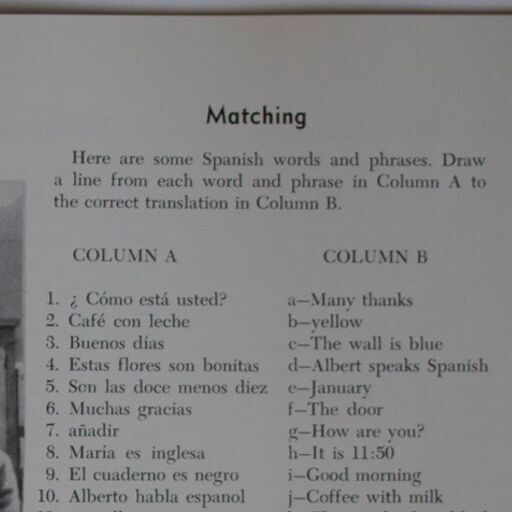 Matching
Here are some Spanish words and phrases. Draw
a line from each word and phrase in Column A to
the correct translation in Column B.
COLUMN A
1. ¿ Cómo está usted?
2. Café con leche
3. Buenos días
4. Estas flores son bonitas
5. Son las doce menos diez
6. Muchas gracias
7. añadir
8. María es inglesa
9. El cuaderno es negro
10. Alberto habla espanol
COLUMN B
a—Many thanks
b—yellow
c—The wall is blue
d—Albert speaks Spanish
e—January
f—The door
g—How are you?
h—It is 11:50
i—Good morning
j—Coffee with milk